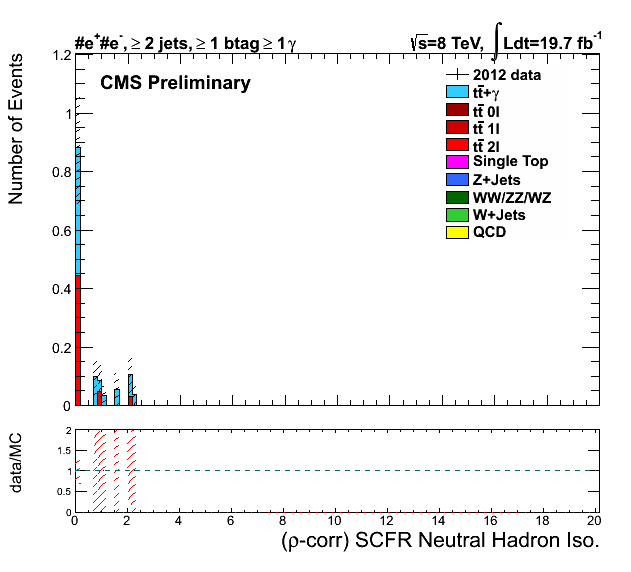 #e⁺#e⁻, ≥ 2 jets, ≥ 1 btag ≥ 1 γ
√s=8 TeV, ∫Ldt=19.7 fb⁻¹
CMS Preliminary
2012 data
tt̄+γ
tt̄ 0l
tt̄ 1l
tt̄ 2l
Single Top
Z+Jets
WW/ZZ/WZ
W+Jets
QCD
Number of Events
1.2
1
0.8
0.6
0.4
0.2
0
data/MC
2
1.5
1
0.5
0
0 2 4 6 8 10 12 14 16 18 20
(ρ-corr) SCFR Neutral Hadron Iso.